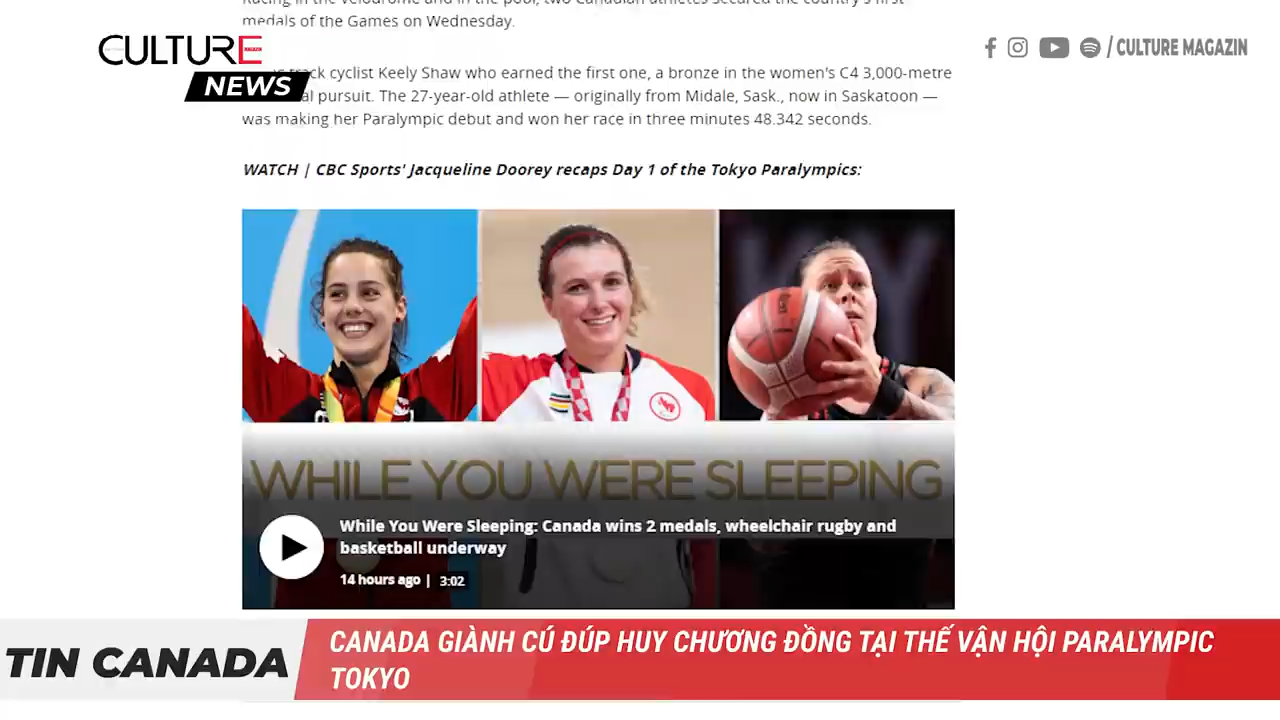 medals of the Games on Wednesday.
CULTURE
NEWS
/ CULTURE MAGAZIN
track cyclist Keely Shaw who earned the first one, a bronze in the women's C4 3,000-metre
pursuit. The 27-year-old athlete — originally from Midale, Sask., now in Saskatoon —
was making her Paralympic debut and won her race in three minutes 48.342 seconds.
WATCH | CBC Sports' Jacqueline Doorey recaps Day 1 of the Tokyo Paralympics:
WHILE YOU WERE SLEEPING
While You Were Sleeping: Canada wins 2 medals, wheelchair rugby and
basketball underway
14 hours ago | 3:02
TIN CANADA
CANADA GIÀNH CÚ ĐÚP HUY CHƯƠNG ĐỒNG TẠI THẾ VẬN HỘI PARALYMPIC
TOKYO